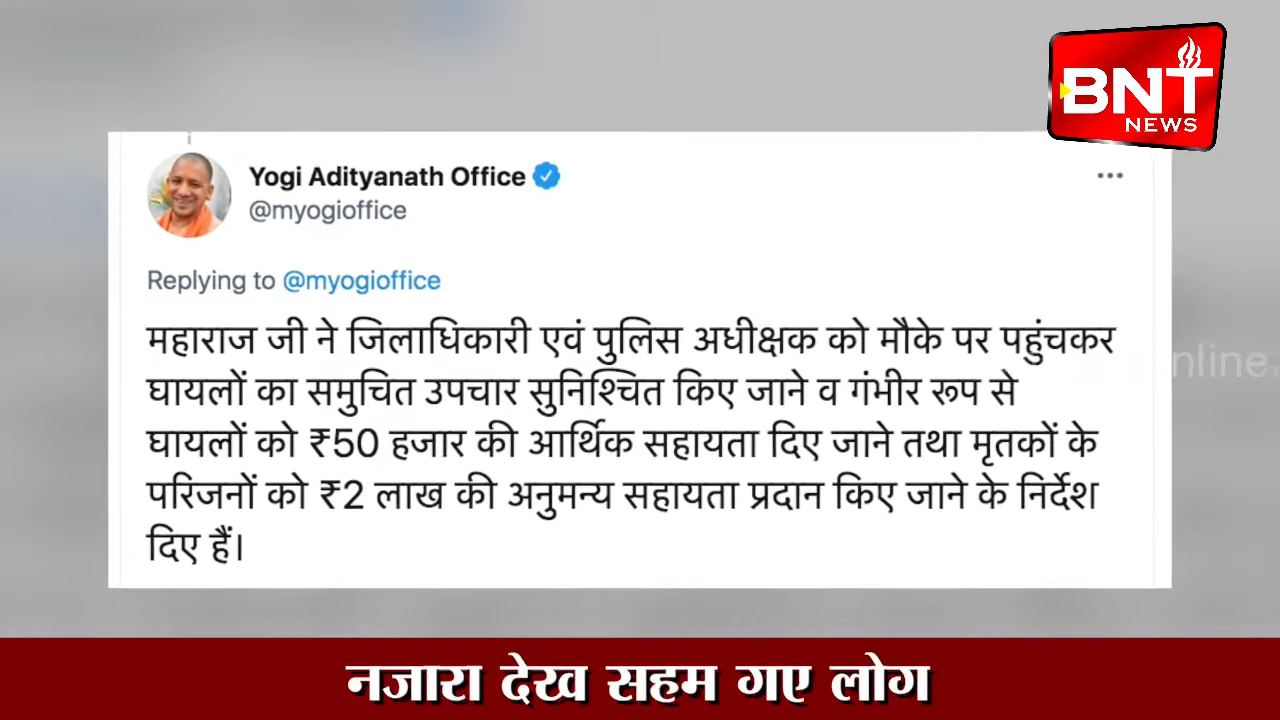 BNT
NEWS
Yogi Adityanath Office
@myogioffice
Replying to @myogioffice
महाराज जी ने जिलाधिकारी एवं पुलिस अधीक्षक को मौके पर पहुंचकर
घायलों का समुचित उपचार सुनिश्चित किए जाने व गंभीर रूप से
घायलों को ₹50 हजार की आर्थिक सहायता दिए जाने तथा मृतकों के
परिजनों को ₹2 लाख की अनुमन्य सहायता प्रदान किए जाने के निर्देश
दिए हैं।
nline.
नजारा देख सहम गए लोग